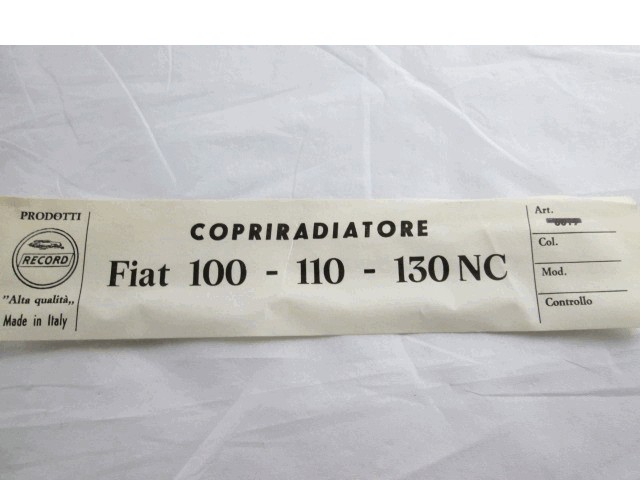 PRODOTTI
RECORD
"Alta qualità„
Made in Italy
COPRIRADIATORE
Fiat 100 - 110 - 130 NC
Art.
Col.
Mod.
Controllo